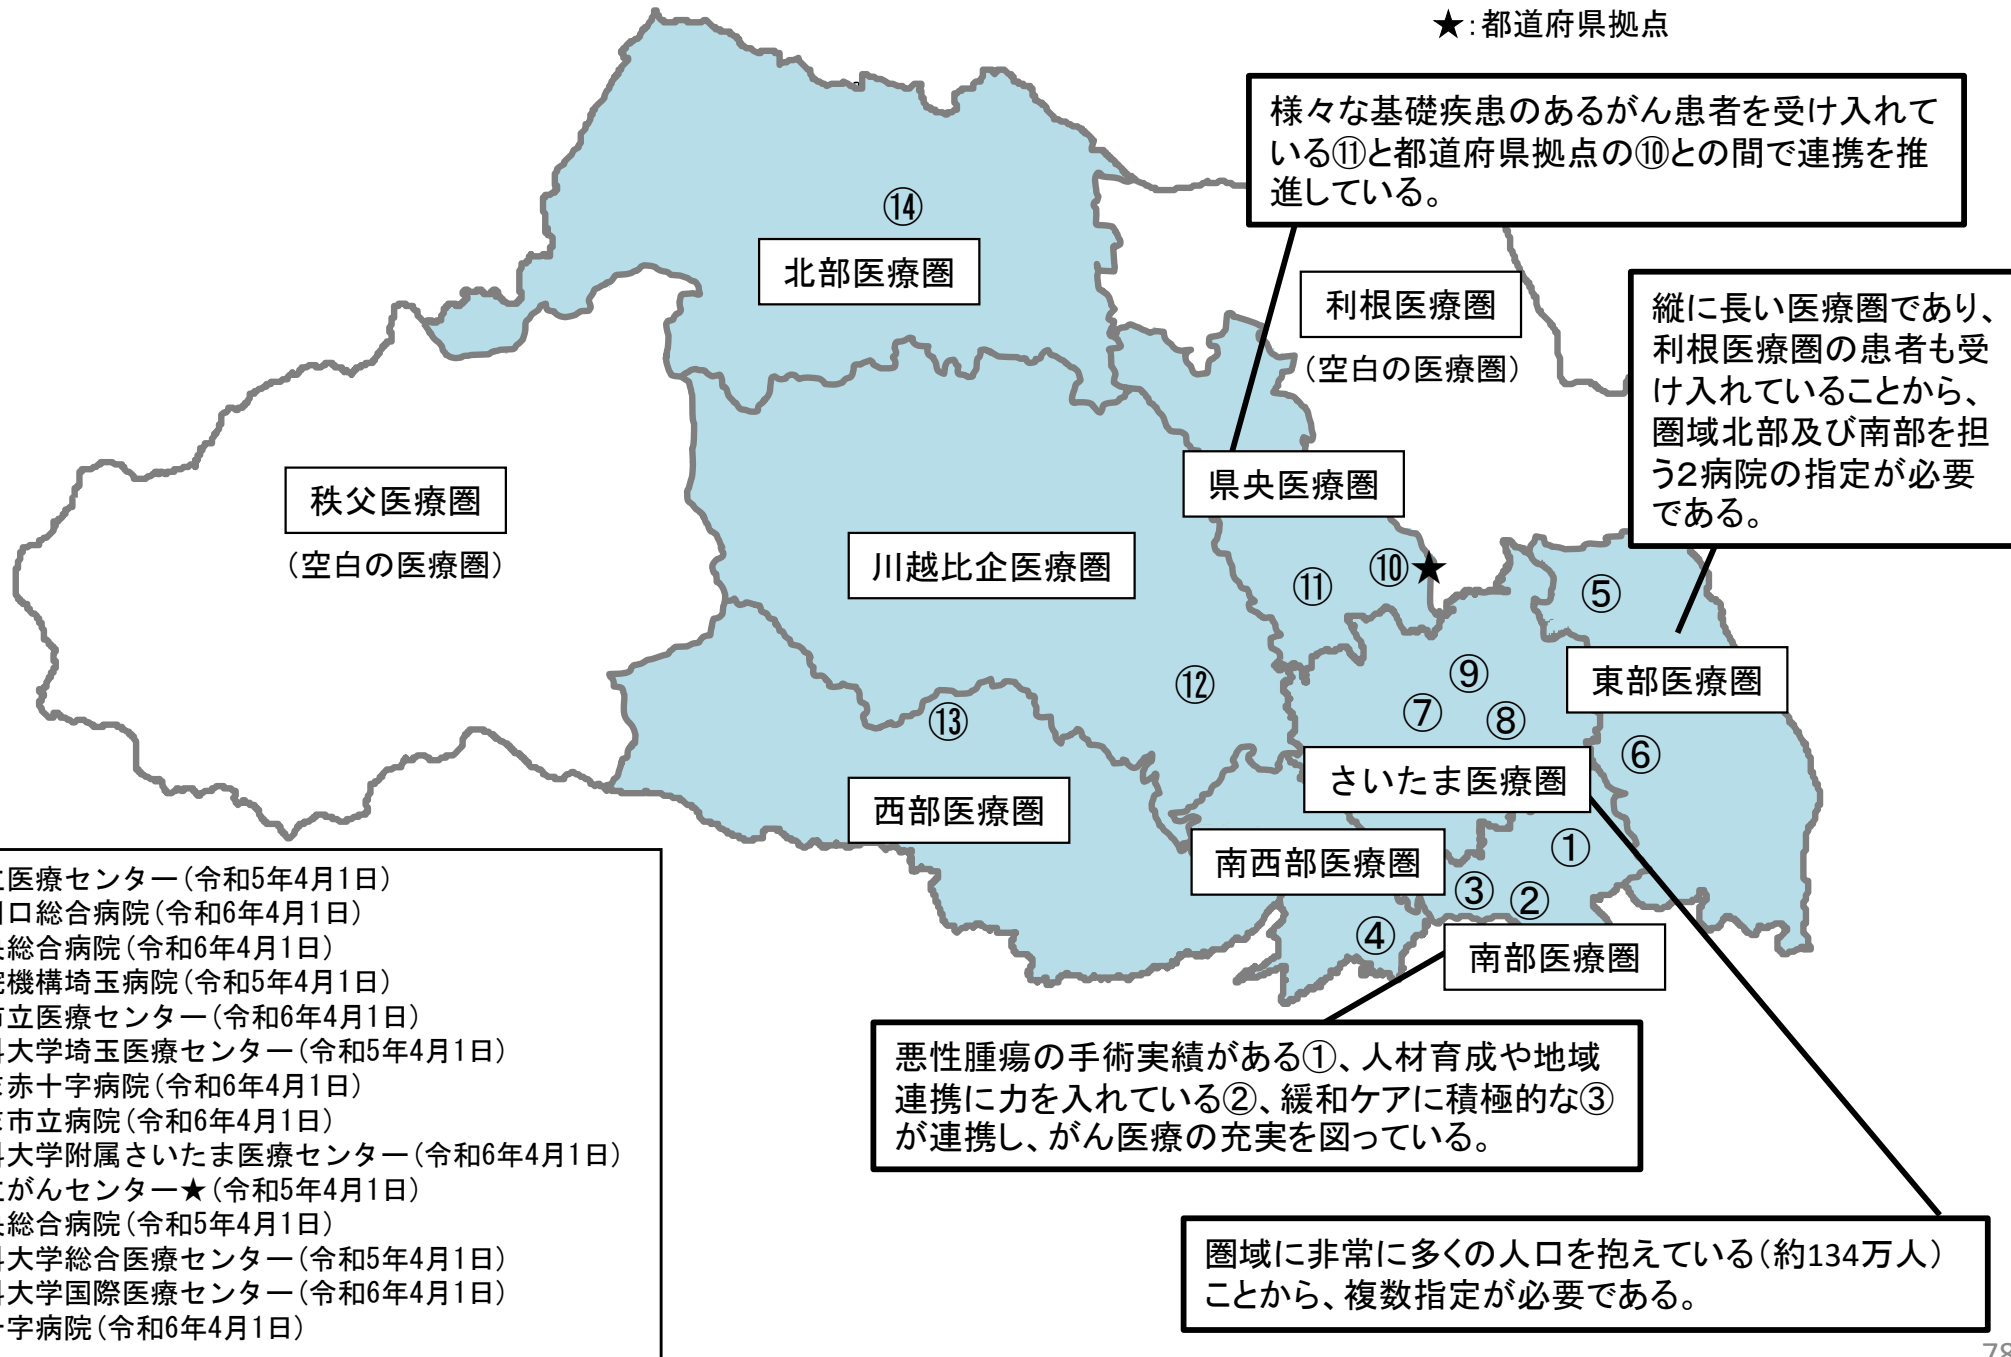 ★：都道府県拠点
様々な基礎疾患のあるがん患者を受け入れて
いる⑪と都道府県拠点の⑩との間で連携を推
進している。
⑭
北部医療圏
利根医療圏
（空白の医療圏）
縦に長い医療圏であり、
利根医療圏の患者も受
け入れていることから、
圏域北部及び南部を担
う2病院の指定が必要
である。
県央医療圏
秩父医療圏
（空白の医療圏）
川越比企医療圏
⑩★
⑪
⑤
東部医療圏
⑨
⑫
⑦
⑧
⑬
⑥
さいたま医療圏
西部医療圏
①
南西部医療圏
③
②
④
南部医療圏
医療センター（令和5年4月1日）
口総合病院（令和6年4月1日）
総合病院（令和6年4月1日）
機構埼玉病院（令和5年4月1日）
市立医療センター（令和6年4月1日）
大学埼玉医療センター（令和5年4月1日）
赤十字病院（令和6年4月1日）
市立病院（令和6年4月1日）
大学附属さいたま医療センター（令和6年4月1日）
がんセンター★（令和5年4月1日）
総合病院（令和5年4月1日）
大学総合医療センター（令和5年4月1日）
大学国際医療センター（令和6年4月1日）
字病院（令和6年4月1日）
悪性腫瘍の手術実績がある①、人材育成や地域
連携に力を入れている②、緩和ケアに積極的な③
が連携し、がん医療の充実を図っている。
圏域に非常に多くの人口を抱えている（約134万人）
ことから、複数指定が必要である。
78